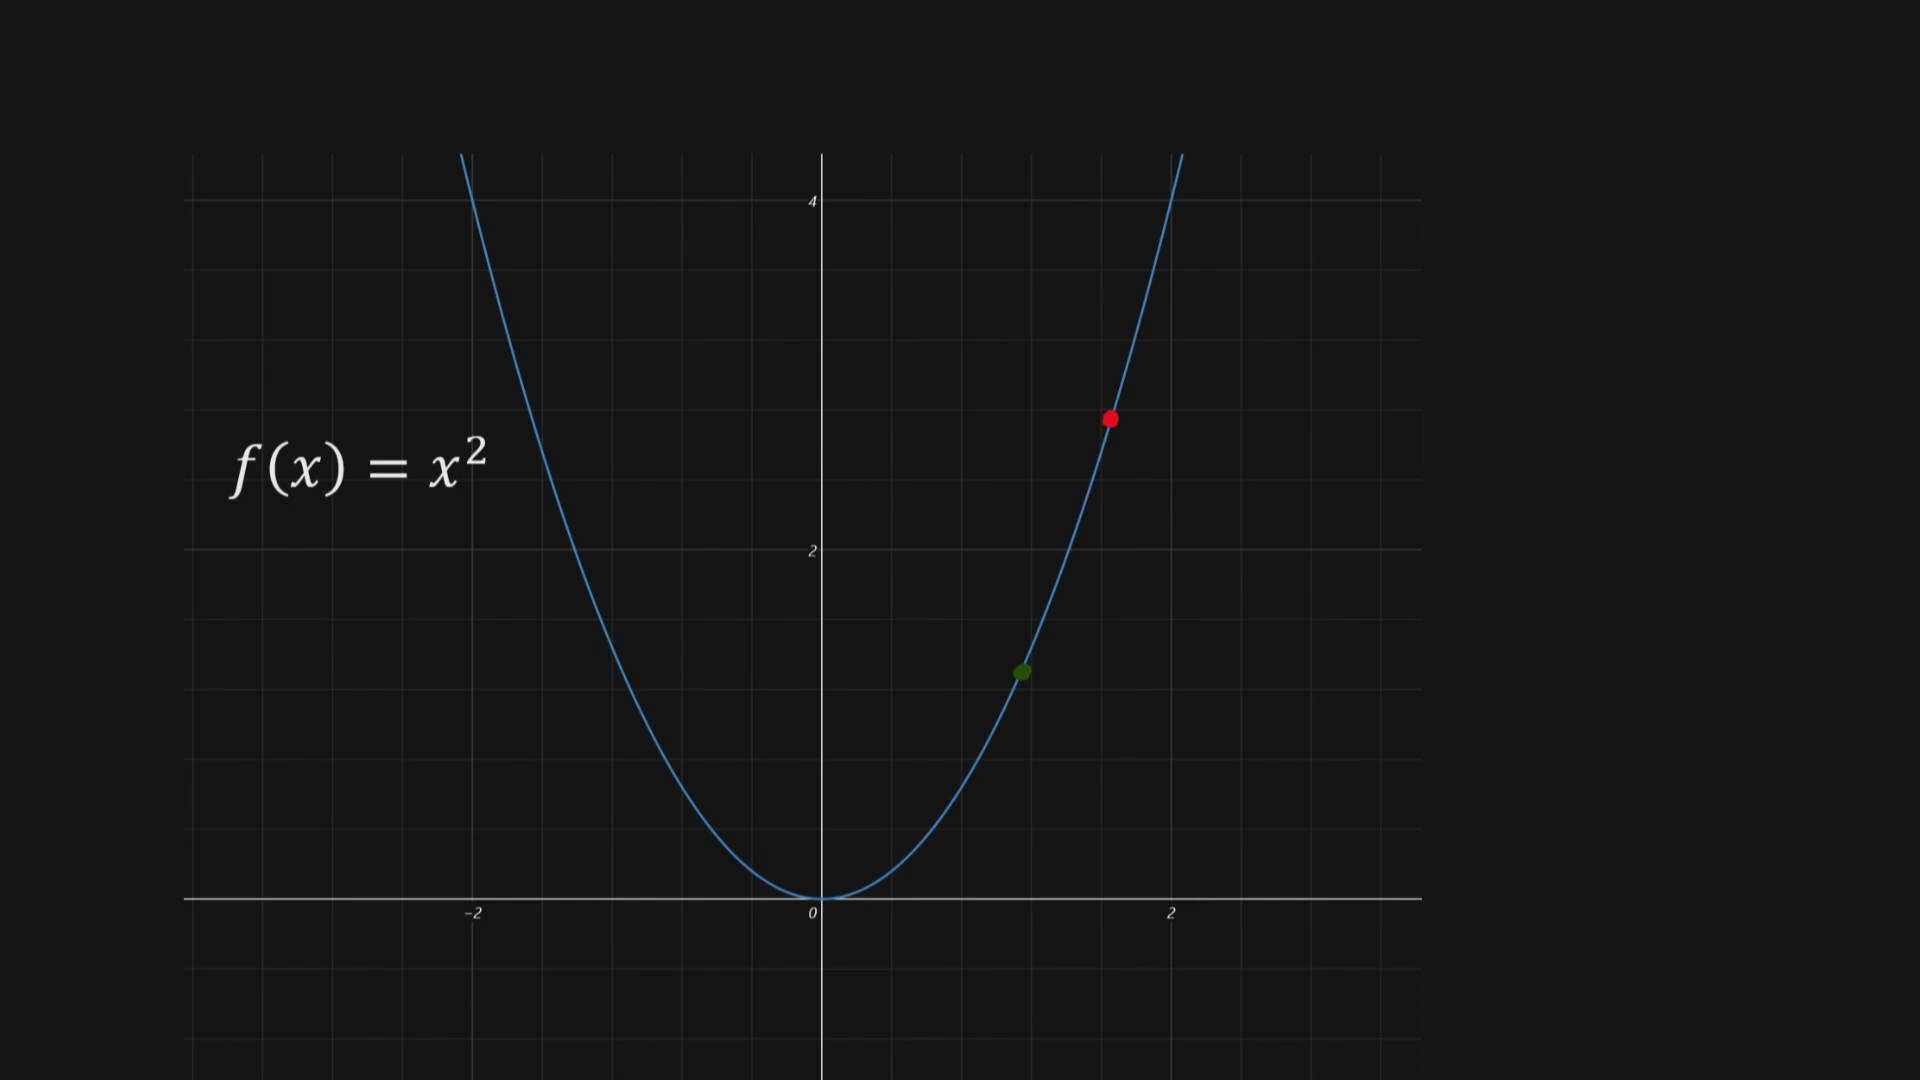 4
f(x) = x²
2
−2 0 2